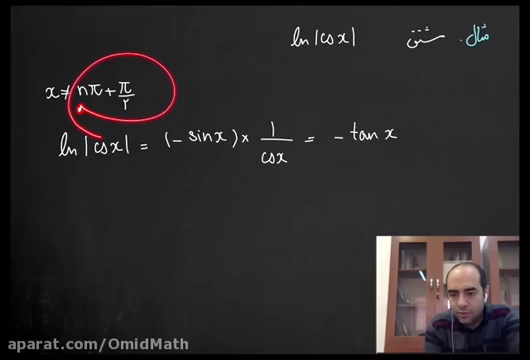 مثال. مشتق ln|cosx|
x ≠ nπ + π/۲
ln|cosx| = (- sinx) × 1/cosx = - tan x
aparat.com/OmidMath